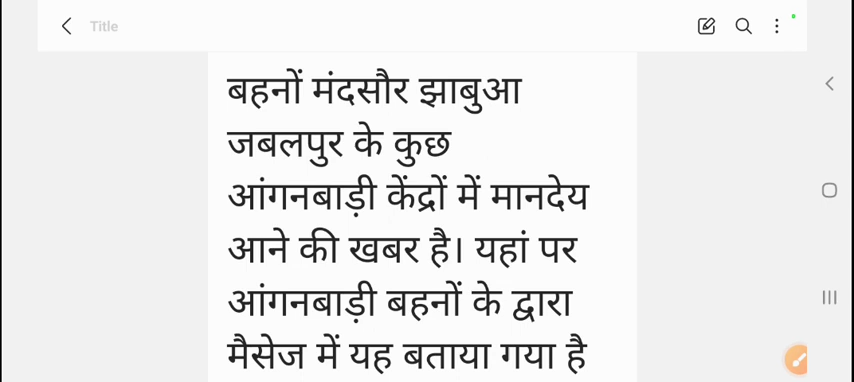 Title
बहनों मंदसौर झाबुआ
जबलपुर के कुछ
आंगनबाड़ी केंद्रों में मानदेय
आने की खबर है। यहां पर
आंगनबाड़ी बहनों के द्वारा
मैसेज में यह बताया गया है